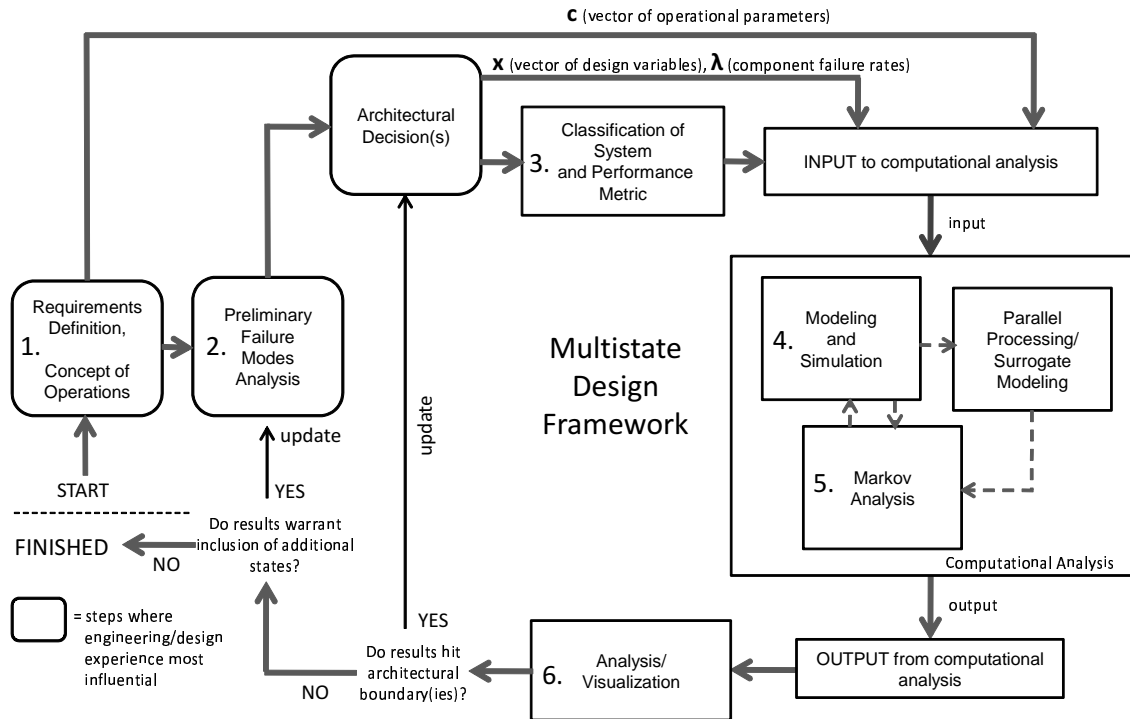 c (vector of operational parameters)
x (vector of design variables), λ (component failure rates)
Architectural
Decision(s)
3.
Classification of
System
and Performance
Metric
INPUT to computational analysis
input
1.
Requirements
Definition,
Concept of
Operations
2.
Preliminary
Failure
Modes
Analysis
Multistate
Design
Framework
4.
Modeling
and
Simulation
Parallel
Processing/
Surrogate
Modeling
5.
Markov
Analysis
Computational Analysis
update
update
START
YES
FINISHED
NO
Do results warrant
inclusion of additional
states?
= steps where
engineering/design
experience most
influential
YES
NO
Do results hit
architectural
boundary(ies)?
6.
Analysis/
Visualization
output
OUTPUT from computational
analysis